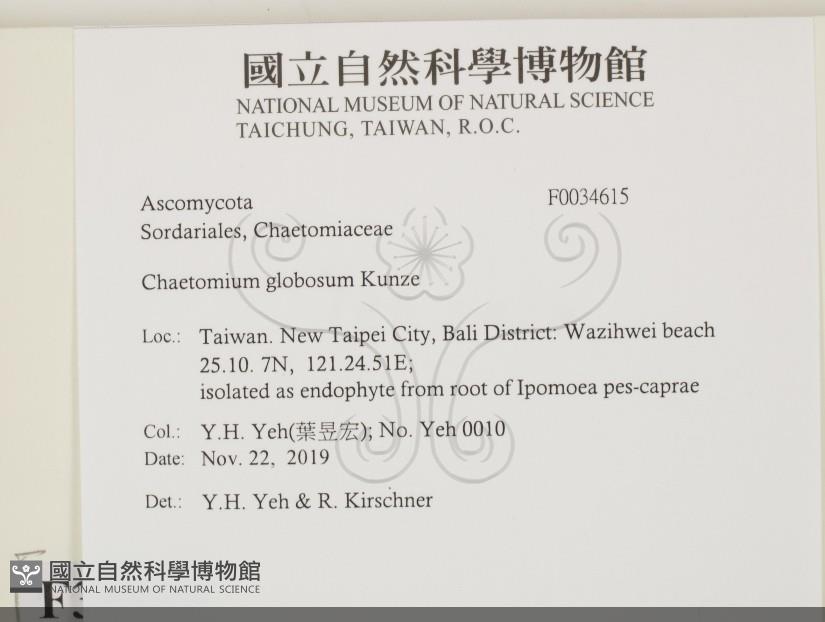 國立自然科學博物館
NATIONAL MUSEUM OF NATURAL SCIENCE
TAICHUNG, TAIWAN, R.O.C.
Ascomycota F0034615
Sordariales, Chaetomiaceae
Chaetomium globosum Kunze
Loc.: Taiwan. New Taipei City, Bali District: Wazihwei beach
25.10. 7N, 121.24.51E;
isolated as endophyte from root of Ipomoea pes-caprae
Col.: Y.H. Yeh(葉昱宏); No. Yeh 0010
Date: Nov. 22, 2019
Det.: Y.H. Yeh & R. Kirschner
國立自然科學博物館
NATIONAL MUSEUM OF NATURAL SCIENCE